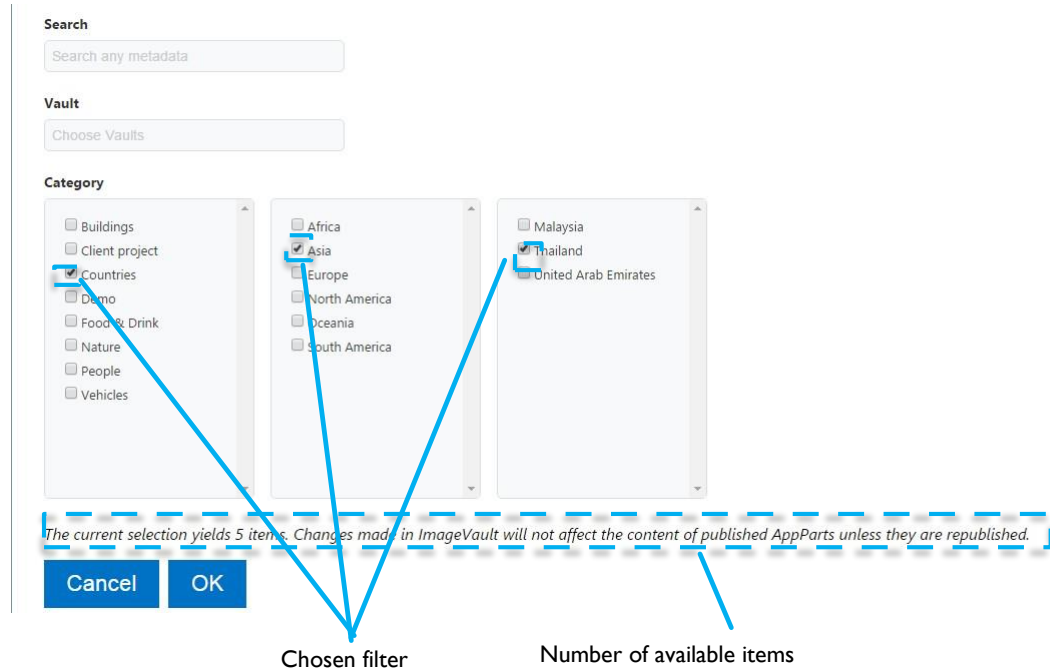 Search
Search any metadata
Vault
Choose Vaults
Category
Buildings
Client project
Countries
Demo
Food & Drink
Nature
People
Vehicles
Africa
Asia
Europe
North America
Oceania
South America
Malaysia
Thailand
United Arab Emirates
The current selection yields 5 items. Changes made in ImageVault will not affect the content of published AppParts unless they are republished.
Cancel
OK
Chosen filter
Number of available items